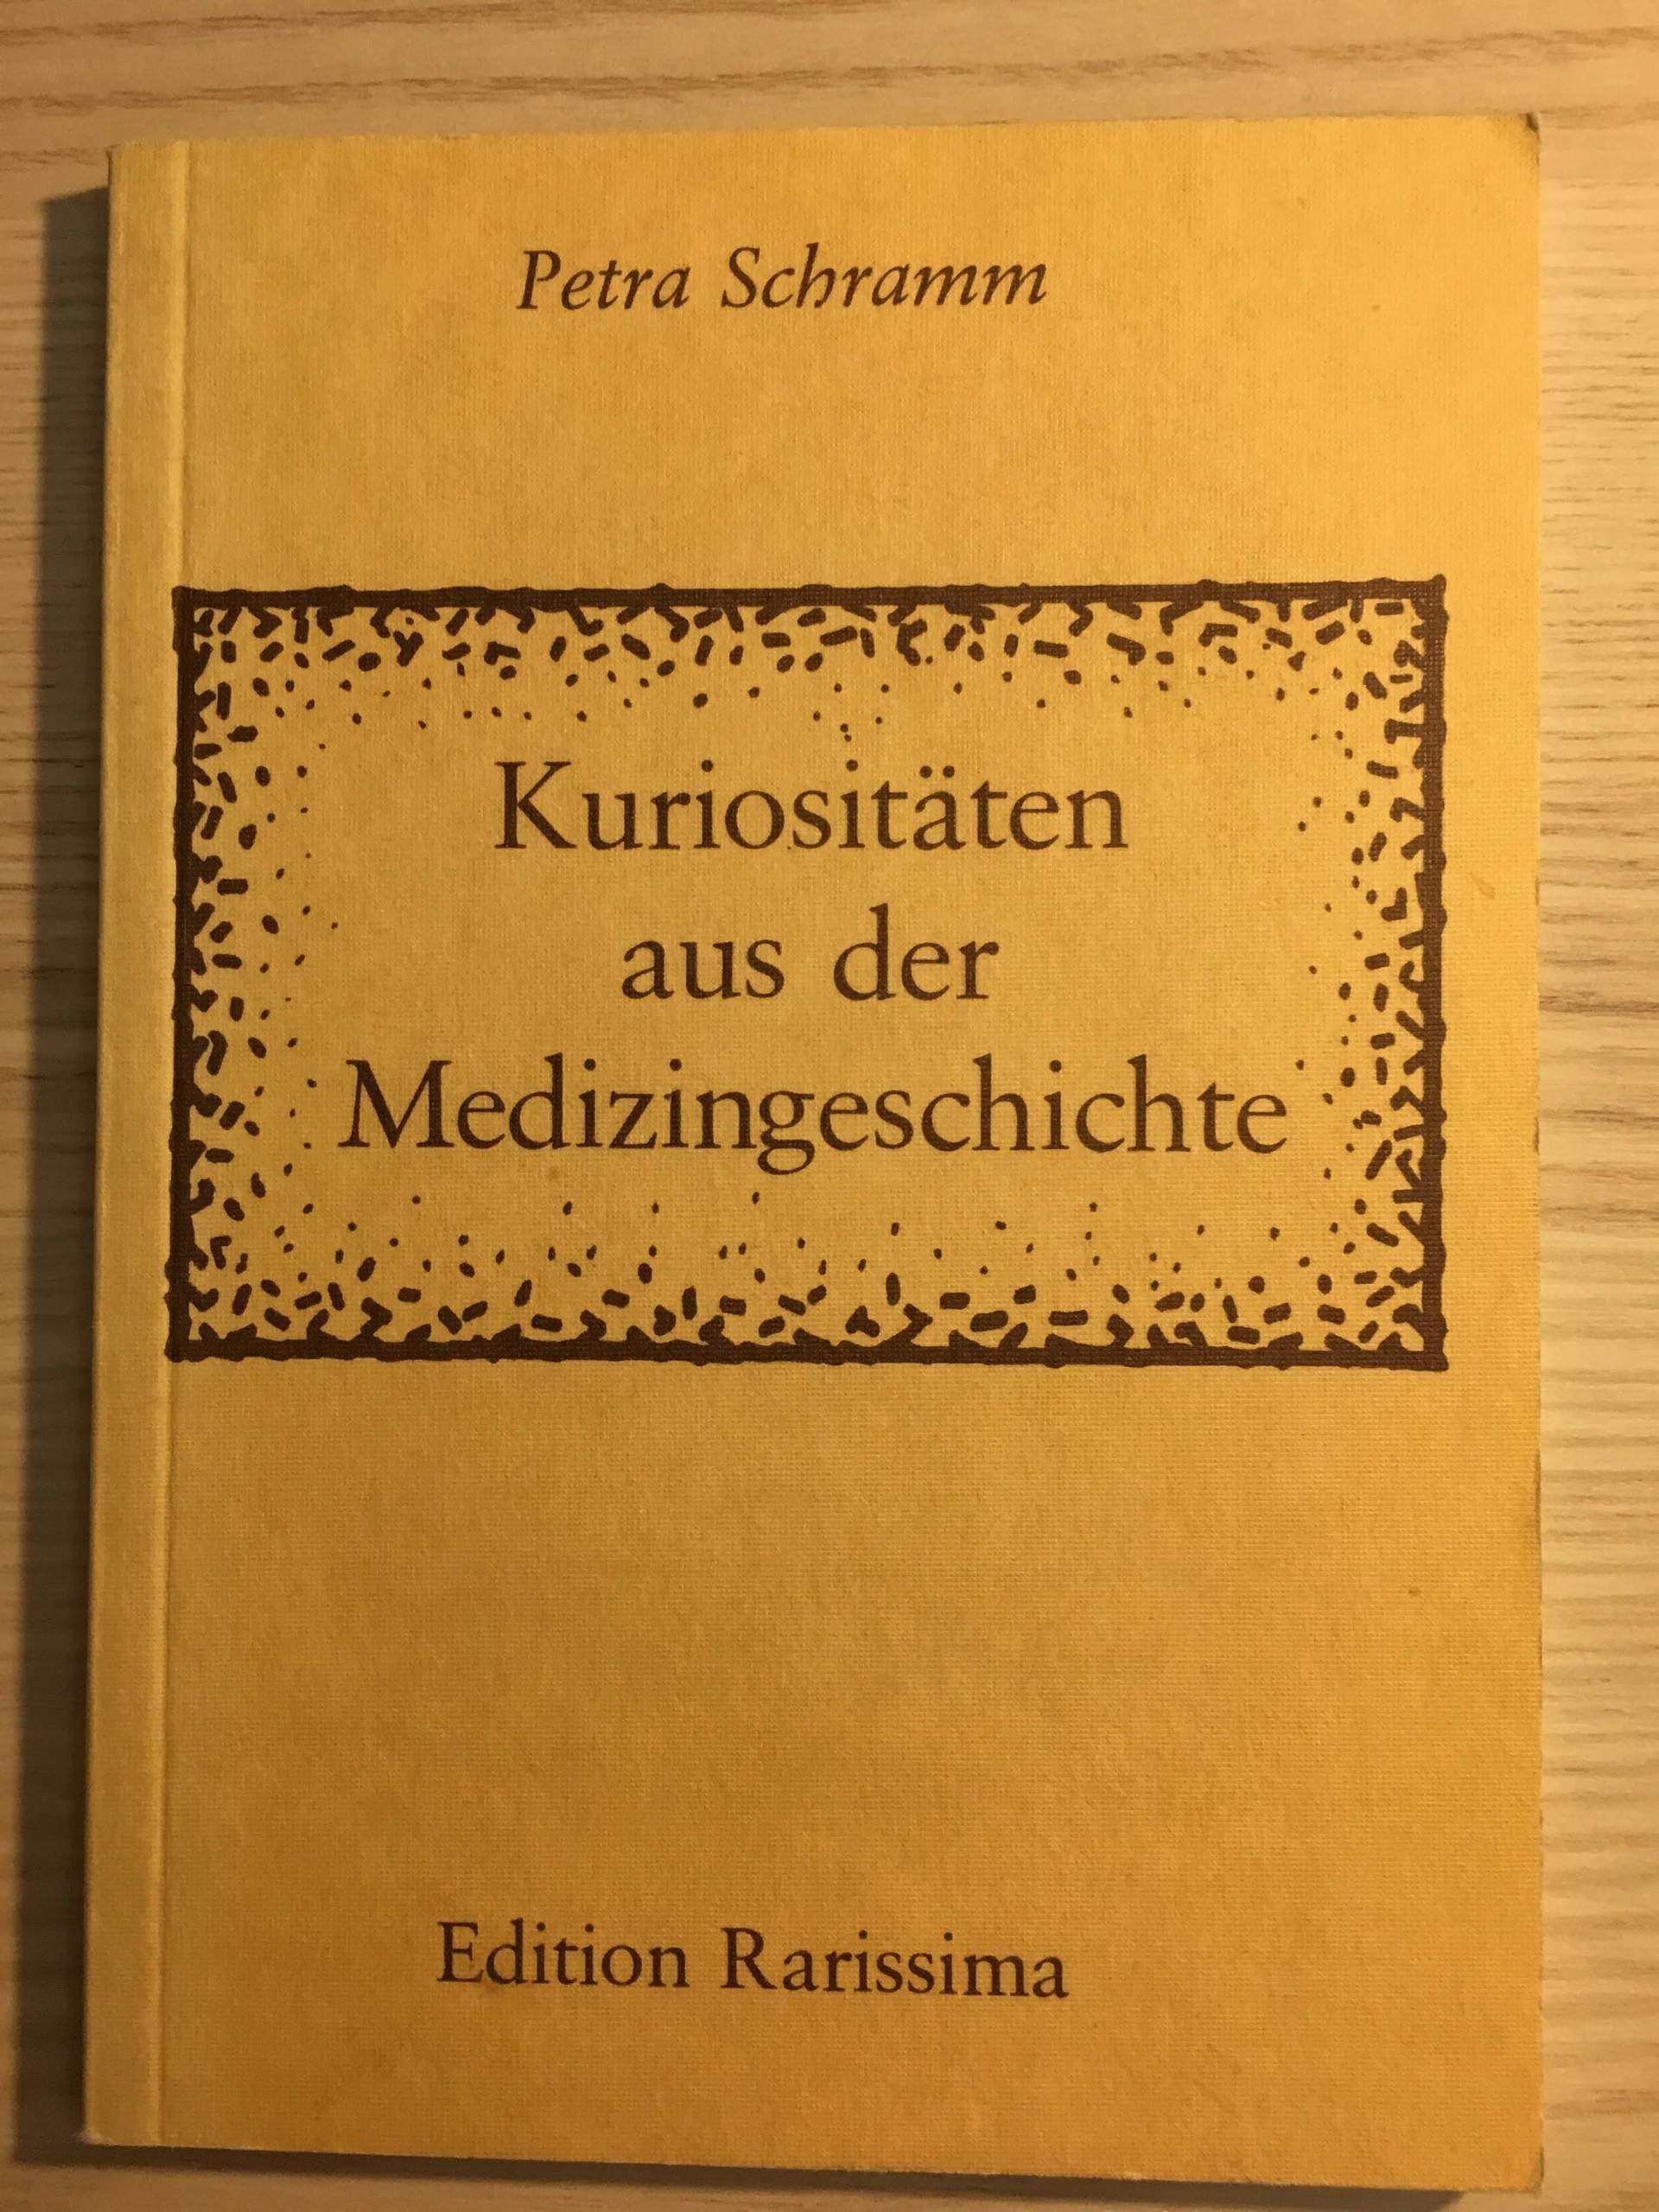 Petra Schramm
Kuriositäten
aus der
Medizingeschichte
Edition Rarissima